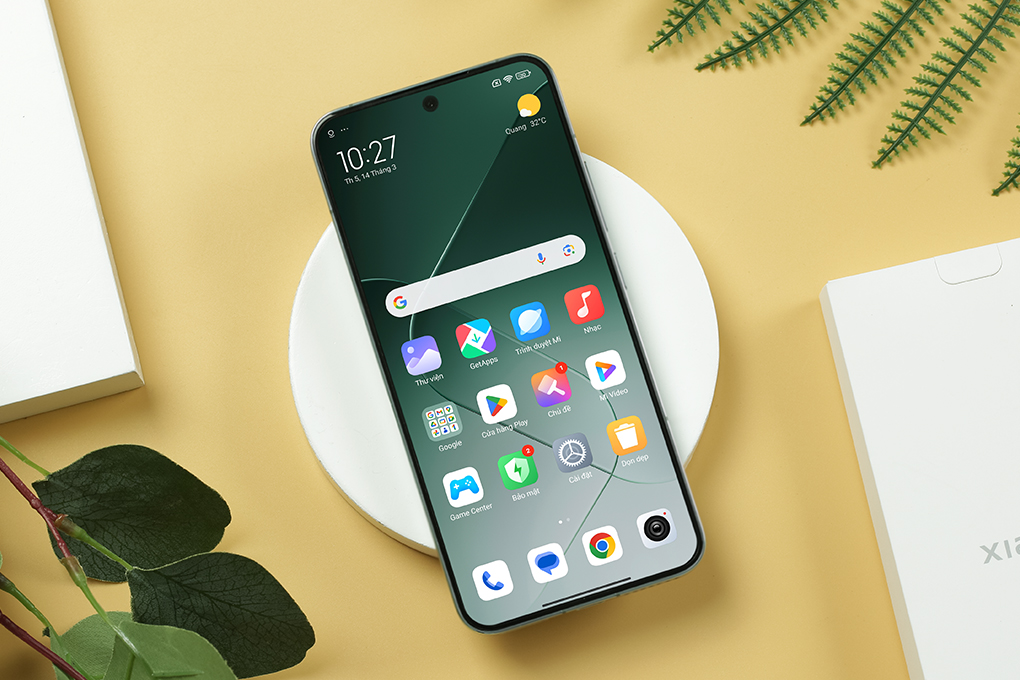 10:27
Th 5, 14 Tháng 3
Quang 32°C
Thư viện
GetApps
Trình duyệt Mi
Nhạc
Google
Cửa hàng Play
1
Chủ đề
Mi Video
Game Center
2
Bảo mật
Cài đặt
Dọn dẹp
XIA